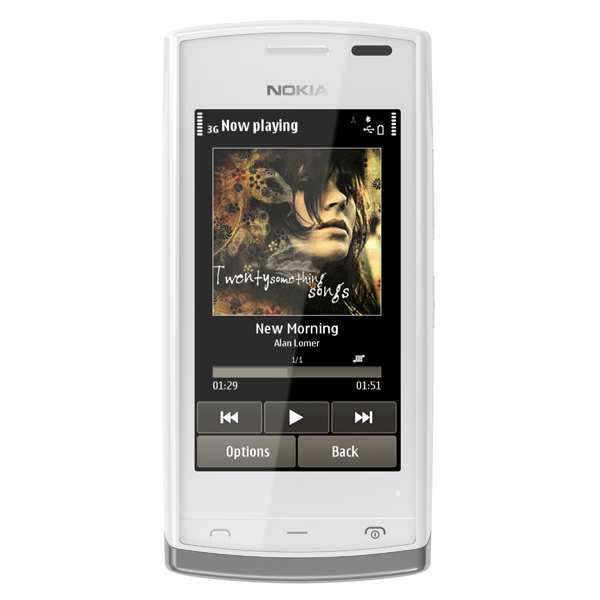 NOKIA
3G Now playing
Twentysomething
songs
New Morning
Alan Lomer
1/1
01:29 01:51
Options Back